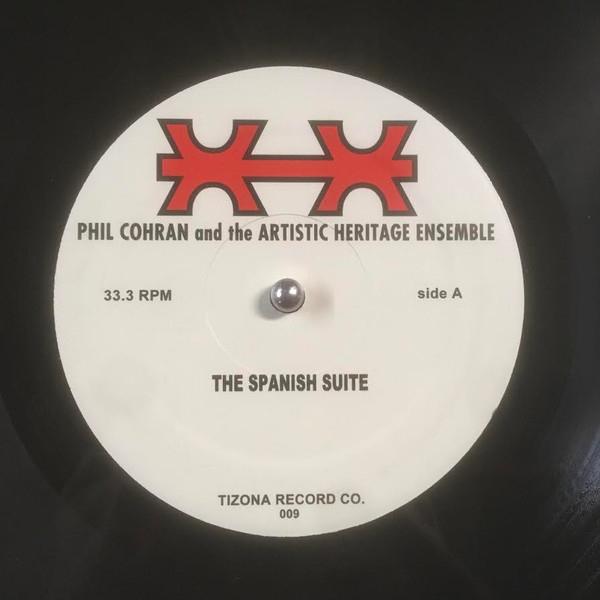 PHIL COHRAN and the ARTISTIC HERITAGE ENSEMBLE
33.3 RPM
side A
THE SPANISH SUITE
TIZONA RECORD CO.
009